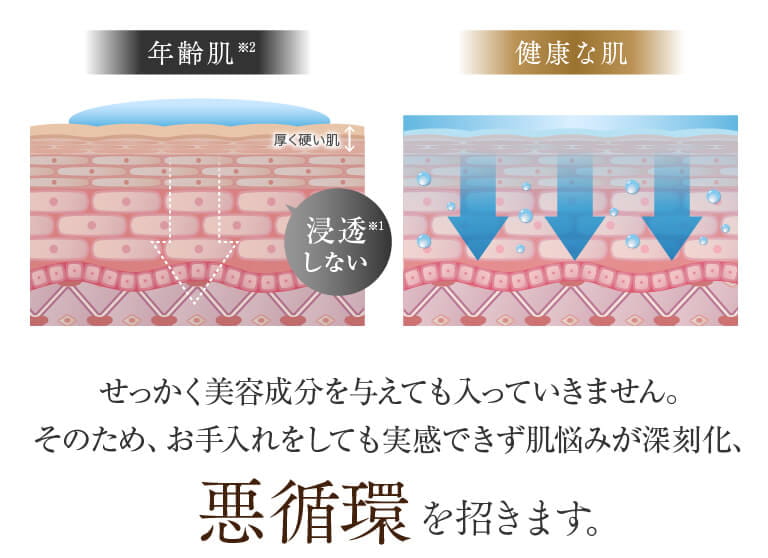 年齢肌※2
健康な肌
厚く硬い肌
浸透※1
しない
せっかく美容成分を与えても入っていきません。
そのため、お手入れをしても実感できず肌悩みが深刻化、
悪循環を招きます。